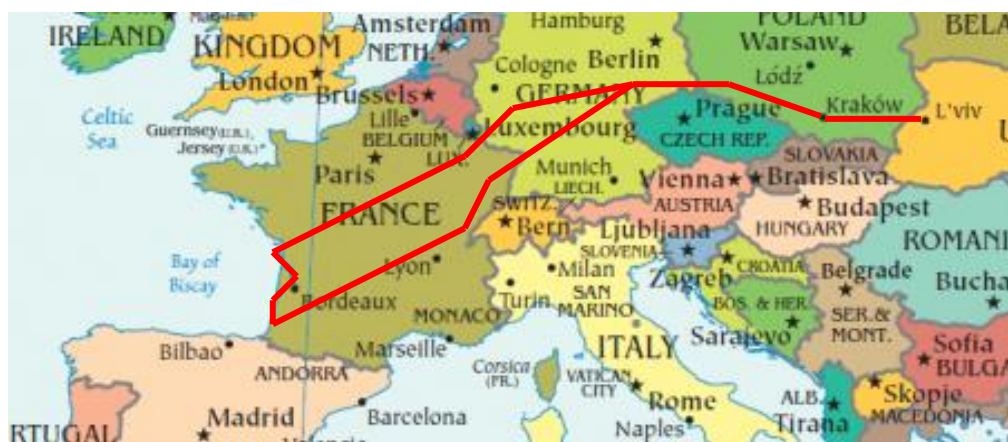 IRELAND
KINGDOM
London
Celtic
Sea
Guernsey (U.K.),
Jersey (U.K.)
Amsterdam
NETH.
Brussels
Lille
BELGIUM
LUX.
Luxembourg
Paris
FRANCE
Bay of
Biscay
Bordeaux
Lyon
MONACO
Marseille
Bilbao
ANDORRA
Madrid
Barcelona
Valencia
RTUGAL
Hamburg
Berlin
Cologne
GERMANY
Munich
LIECH.
SWITZ.
Bern
POLAND
Warsaw
Łódź
Kraków
L'viv
BELA
U
Prague
CZECH REP.
SLOVAKIA
Bratislava
Vienna
AUSTRIA
Budapest
HUNGARY
Ljubljana
SLOVENIA
Zagreb
CROATIA
ROMANI
Bucha
Belgrade
BOS. & HER.
SER. &
MONT.
Sarajevo
Milan
Turin
SAN
MARINO
ITALY
Corsica
(FR.)
VATICAN
CITY
Rome
Naples
ALB.
Tirana
Skopje
MACEDONIA
Sofia
BULGA